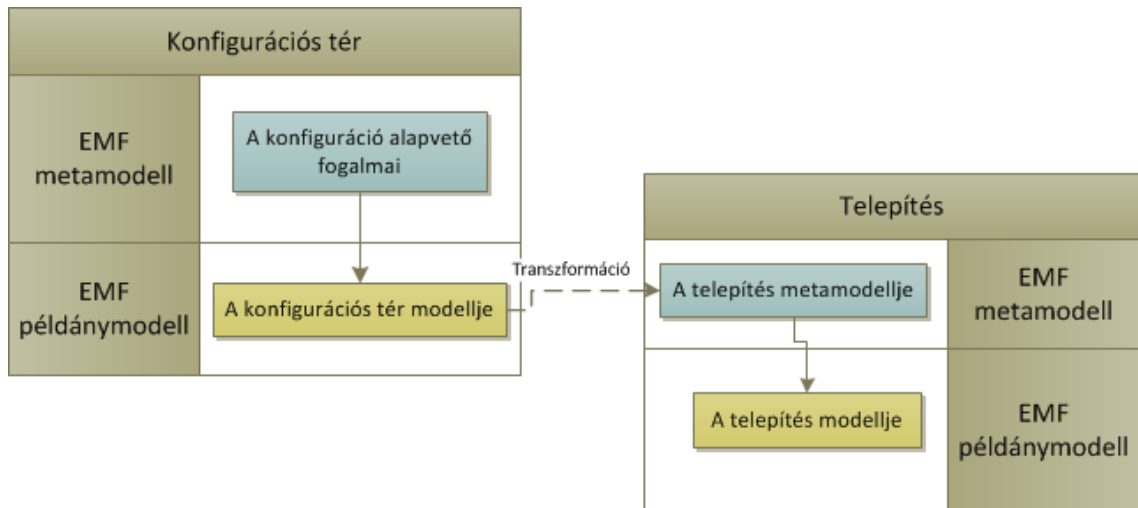 Konfigurációs tér
EMF
metamodell
A konfiguráció alapvető
fogalmai
EMF
példánymodell
A konfigurációs tér modellje
Transzformáció
Telepítés
A telepítés metamodellje
EMF
metamodell
A telepítés modellje
EMF
példánymodell